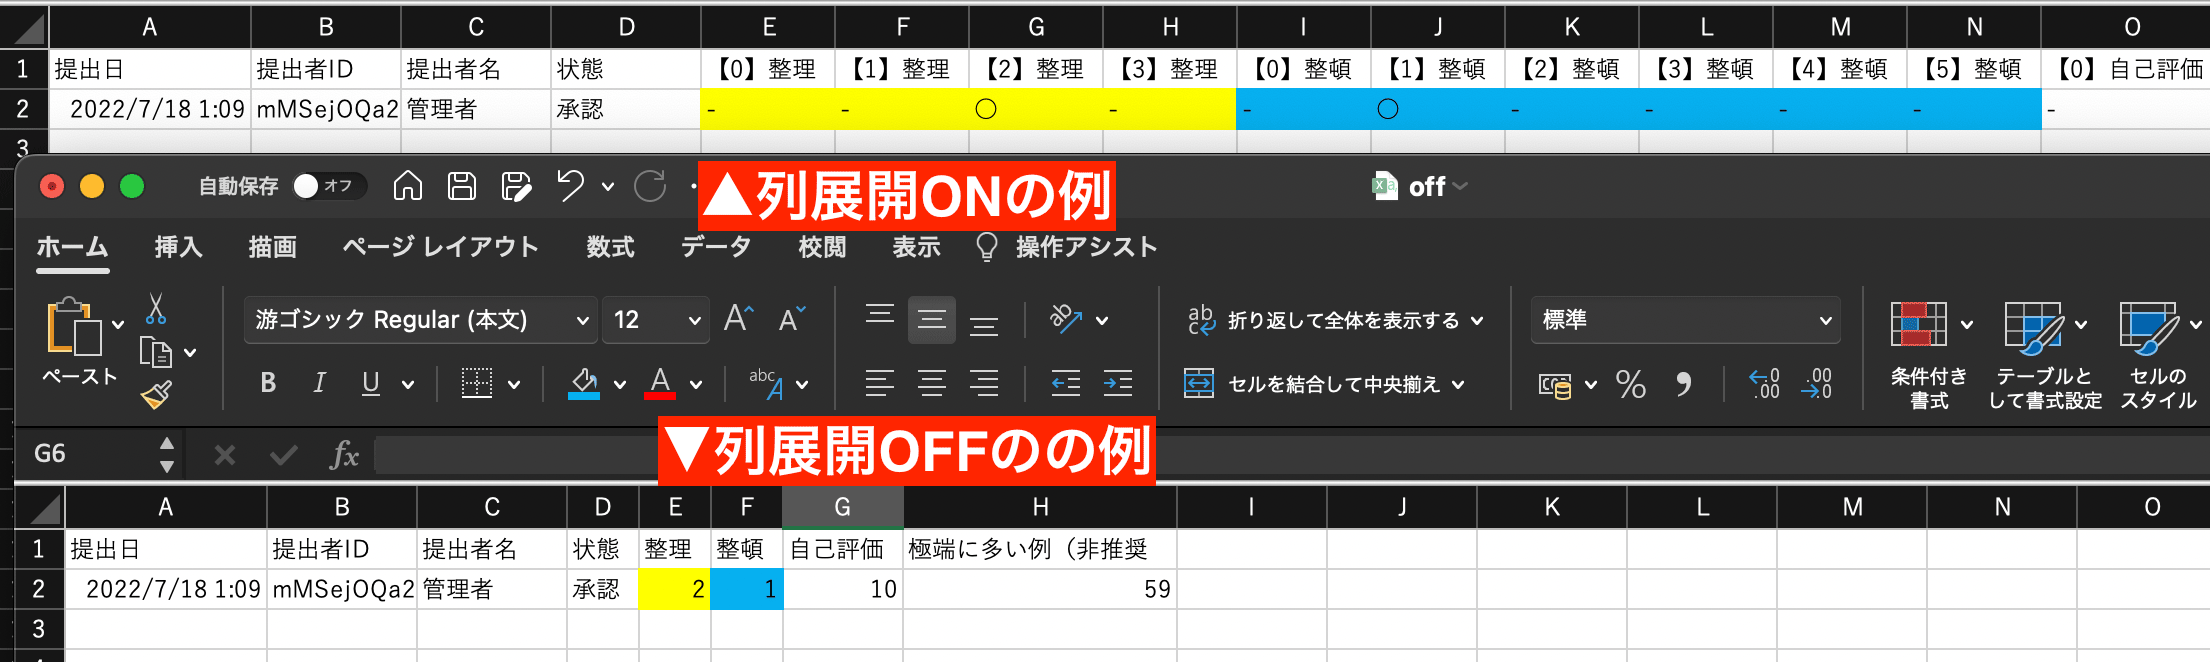 A B C D E F G H I J K L M N O
1 提出日 提出者ID 提出者名 状態 【0】整理 【1】整理 【2】整理 【3】整理 【0】整頓 【1】整頓 【2】整頓 【3】整頓 【4】整頓 【5】整頓 【0】自己評価
2 2022/7/18 1:09 mMSejOQa2 管理者 承認 - - ○ - - ○ - - - - -
3
自動保存 オフ off
▲列展開ONの例
ホーム 挿入 描画 ページ レイアウト 数式 データ 校閲 表示 操作アシスト
ペースト 游ゴシック Regular (本文) 12 折り返して全体を表示する 標準
B I U セルを結合して中央揃え 条件付き書式 テーブルとして書式設定 セルのスタイル
G6 fx
▼列展開OFFのの例
A B C D E F G H I J K L M N O
1 提出日 提出者ID 提出者名 状態 整理 整頓 自己評価 極端に多い例（非推奨
2 2022/7/18 1:09 mMSejOQa2 管理者 承認 2 1 10 59
3